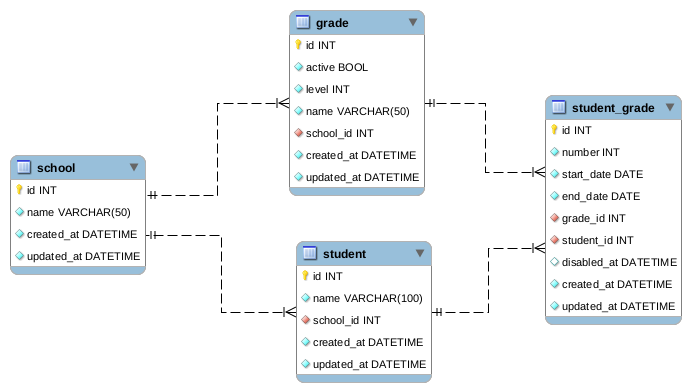 grade
id INT
active BOOL
level INT
name VARCHAR(50)
school_id INT
created_at DATETIME
updated_at DATETIME
student_grade
id INT
number INT
start_date DATE
end_date DATE
grade_id INT
student_id INT
disabled_at DATETIME
created_at DATETIME
updated_at DATETIME
school
id INT
name VARCHAR(50)
created_at DATETIME
updated_at DATETIME
student
id INT
name VARCHAR(100)
school_id INT
created_at DATETIME
updated_at DATETIME